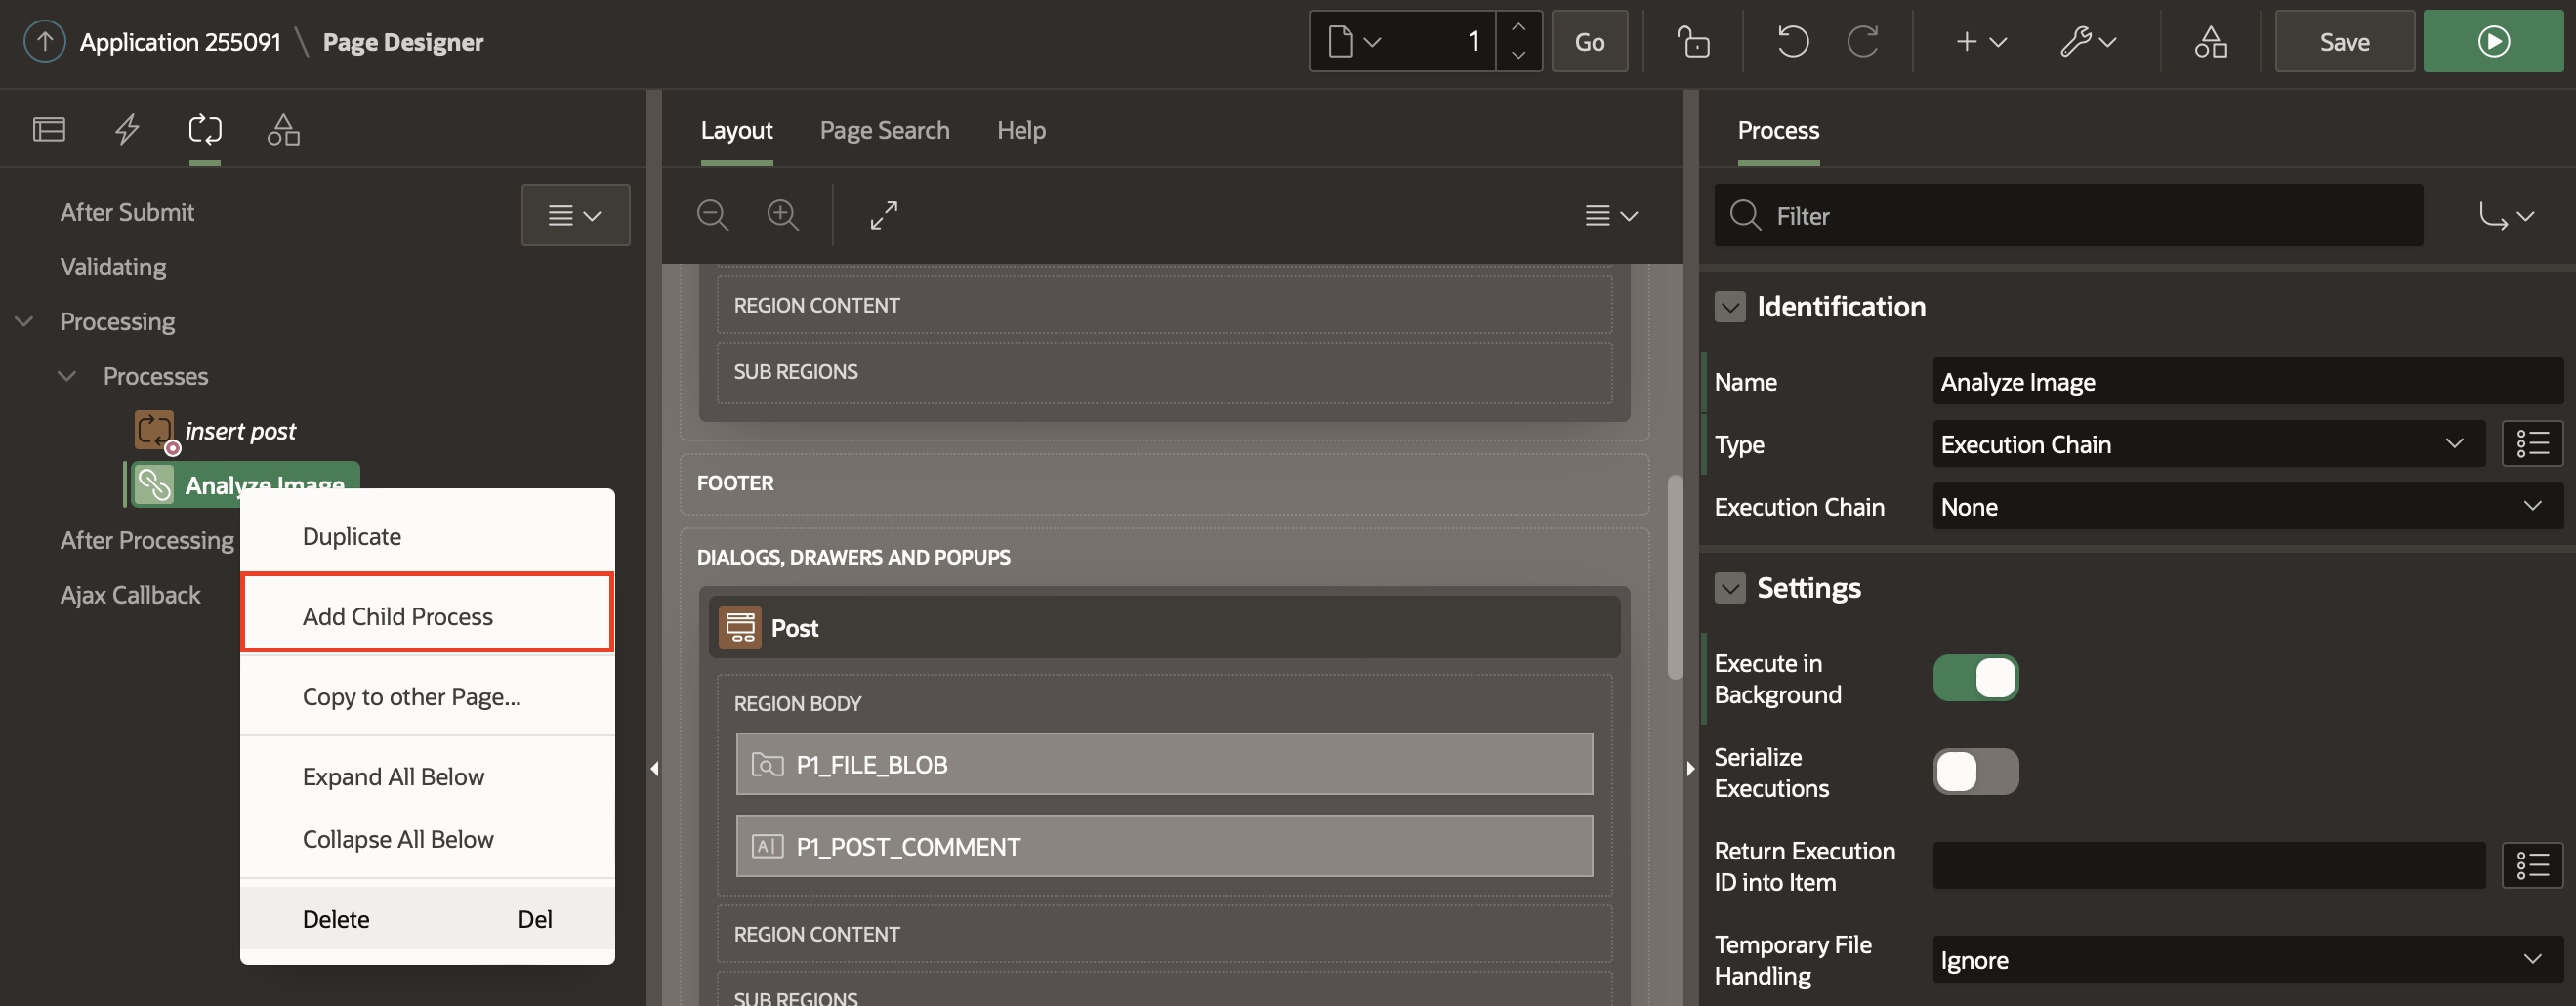 Application 255091 \ Page Designer
1
Go
Save
After Submit
Validating
Processing
Processes
insert post
Analyze Image
After Processing
Ajax Callback
Duplicate
Add Child Process
Copy to other Page...
Expand All Below
Collapse All Below
Delete Del
Layout Page Search Help
REGION CONTENT
SUB REGIONS
FOOTER
DIALOGS, DRAWERS AND POPUPS
Post
REGION BODY
P1_FILE_BLOB
P1_POST_COMMENT
REGION CONTENT
SUB REGIONS
Process
Filter
Identification
Name Analyze Image
Type Execution Chain
Execution Chain None
Settings
Execute in
Background
Serialize
Executions
Return Execution
ID into Item
Temporary File
Handling
Ignore